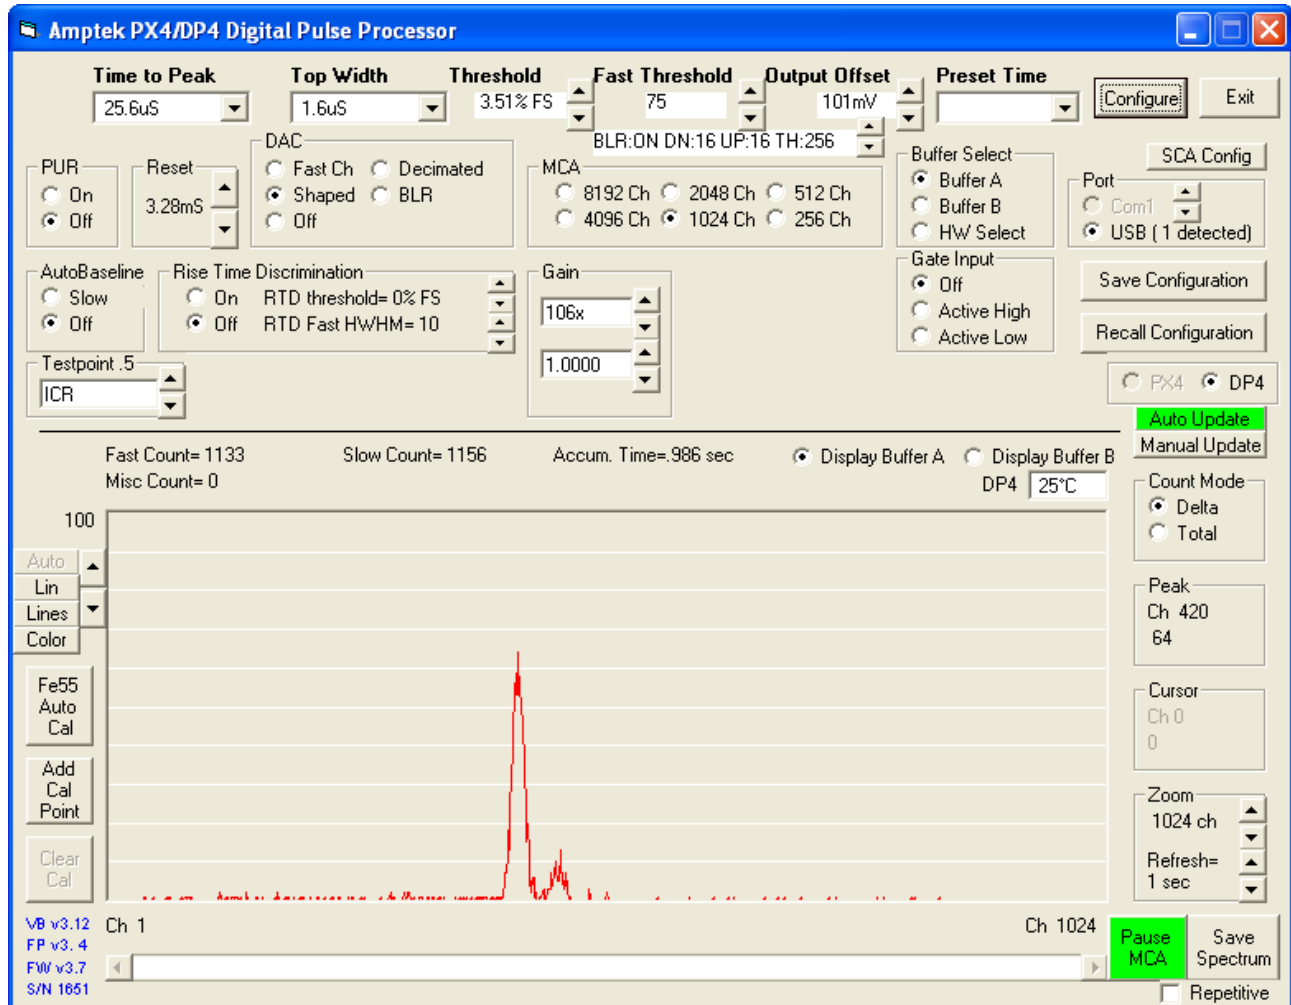 Amptek PX4/DP4 Digital Pulse Processor
Time to Peak Top Width Threshold Fast Threshold Output Offset Preset Time
25.6uS 1.6uS 3.51% FS 75 101mV Configure Exit
BLR:ON DN:16 UP:16 TH:256
PUR
On
Off
Reset
3.28mS
DAC
Fast Ch Decimated
Shaped BLR
Off
MCA
8192 Ch 2048 Ch 512 Ch
4096 Ch 1024 Ch 256 Ch
Buffer Select
Buffer A
Buffer B
HW Select
SCA Config
Port
Com1
USB ( 1 detected)
AutoBaseline
Slow
Off
Rise Time Discrimination
On RTD threshold= 0% FS
Off RTD Fast HWHM= 10
Gain
106x
1.0000
Gate Input
Off
Active High
Active Low
Save Configuration
Recall Configuration
Testpoint .5
ICR
PX4 DP4
Auto Update
Manual Update
Fast Count= 1133 Slow Count= 1156 Accum. Time=.986 sec Display Buffer A Display Buffer B
Misc Count= 0 DP4 25°C
Count Mode
Delta
Total
100
Auto
Lin
Lines
Color
Peak
Ch 420
64
Fe55
Auto
Cal
Cursor
Ch 0
0
Add
Cal
Point
Zoom
1024 ch
Refresh=
1 sec
Clear
Cal
VB v3.12
FP v3. 4
FW v3.7
S/N 1651
Ch 1 Ch 1024
Pause
MCA
Save
Spectrum
Repetitive